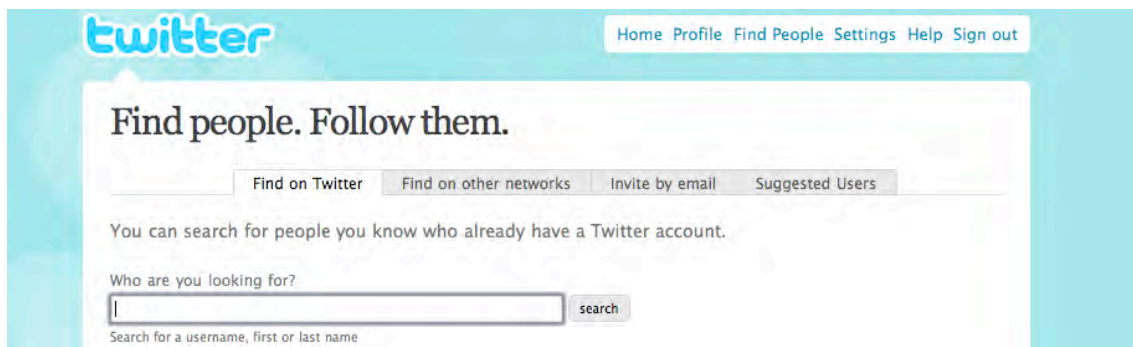 twitter
Home Profile Find People Settings Help Sign out
Find people. Follow them.
Find on Twitter Find on other networks Invite by email Suggested Users
You can search for people you know who already have a Twitter account.
Who are you looking for?
search
Search for a username, first or last name